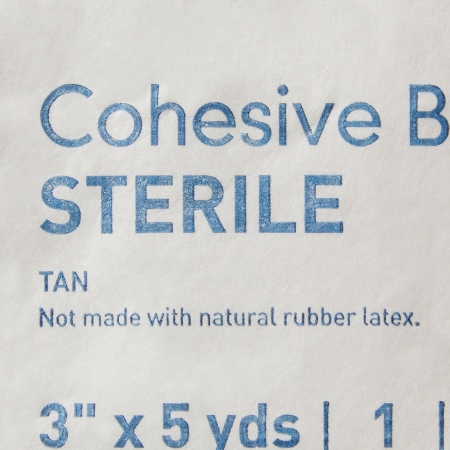 Cohesive B
STERILE
TAN
Not made with natural rubber latex.
3" x 5 yds | 1 |